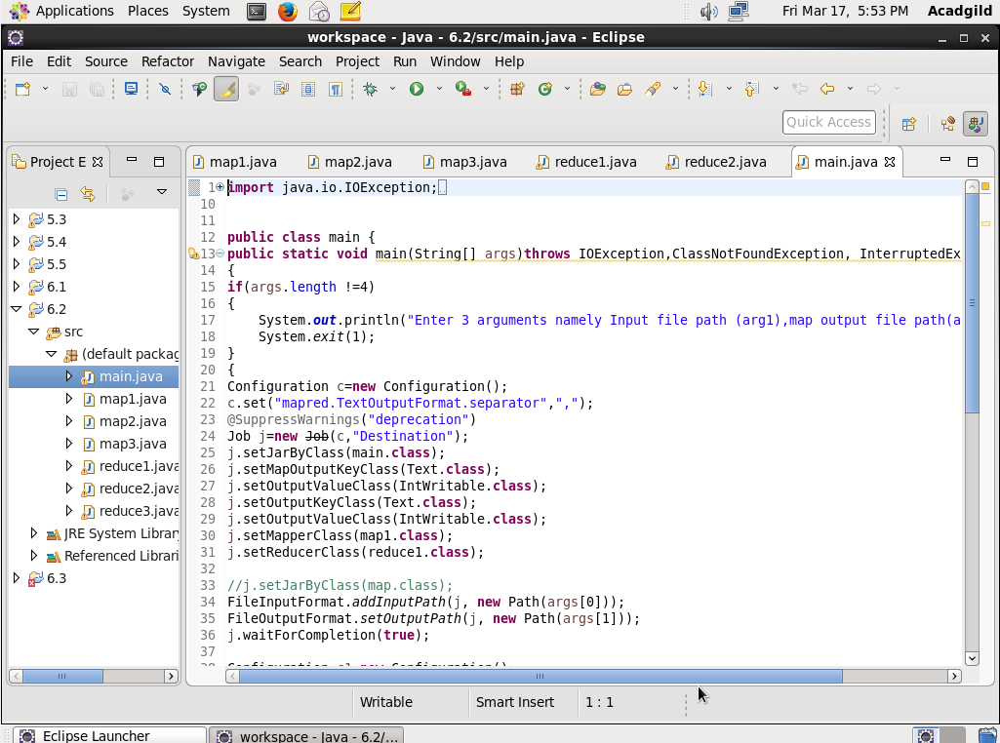 Applications Places System Fri Mar 17, 5:53 PM Acadgild
workspace - Java - 6.2/src/main.java - Eclipse
File Edit Source Refactor Navigate Search Project Run Window Help
Quick Access
Project E
map1.java map2.java map3.java reduce1.java reduce2.java main.java
5.3
5.4
5.5
6.1
6.2
src
(default packag
main.java
map1.java
map2.java
map3.java
reduce1.java
reduce2.java
reduce3.java
JRE System Library
Referenced Librari
6.3
1 import java.io.IOException;
10
11
12 public class main {
13 public static void main(String[] args)throws IOException,ClassNotFoundException, InterruptedEx
14 {
15 if(args.length !=4)
16 {
17 System.out.println("Enter 3 arguments namely Input file path (arg1),map output file path(a
18 System.exit(1);
19 }
20 {
21 Configuration c=new Configuration();
22 c.set("mapred.TextOutputFormat.separator",",");
23 @SuppressWarnings("deprecation")
24 Job j=new Job(c,"Destination");
25 j.setJarByClass(main.class);
26 j.setMapOutputKeyClass(Text.class);
27 j.setOutputValueClass(IntWritable.class);
28 j.setOutputKeyClass(Text.class);
29 j.setOutputValueClass(IntWritable.class);
30 j.setMapperClass(map1.class);
31 j.setReducerClass(reduce1.class);
32
33 //j.setJarByClass(map.class);
34 FileInputFormat.addInputPath(j, new Path(args[0]));
35 FileOutputFormat.setOutputPath(j, new Path(args[1]));
36 j.waitForCompletion(true);
37
Writable Smart Insert 1 : 1
Eclipse Launcher workspace - Java - 6.2/...